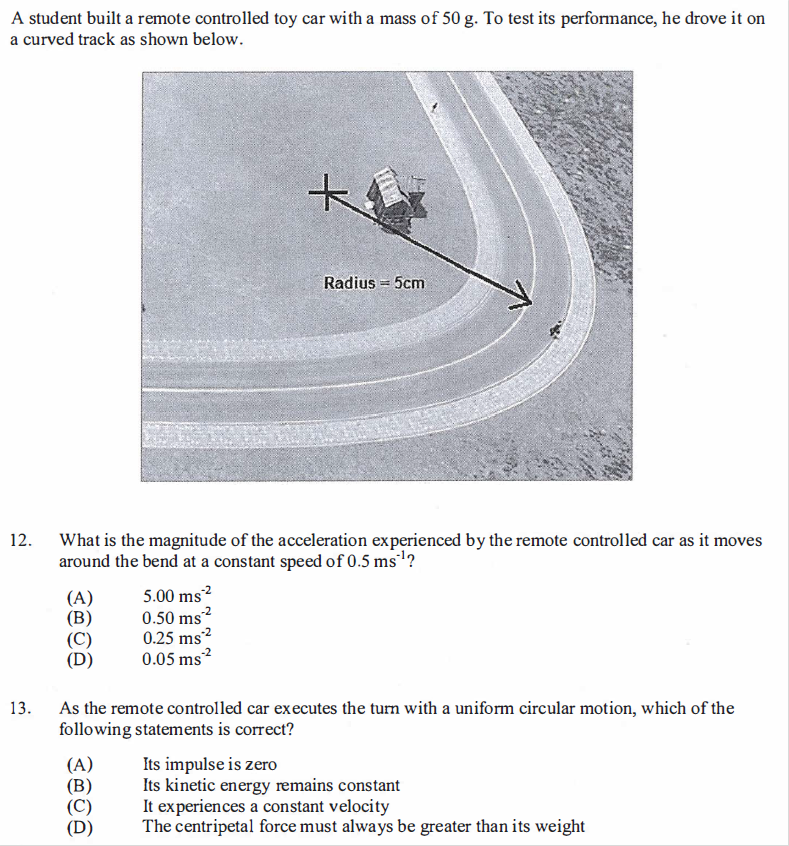 A student built a remote controlled toy car with a mass of 50 g. To test its performance, he drove it on
a curved track as shown below.
Radius = 5cm
12. What is the magnitude of the acceleration experienced by the remote controlled car as it moves
around the bend at a constant speed of 0.5 ms⁻¹?
(A) 5.00 ms⁻²
(B) 0.50 ms⁻²
(C) 0.25 ms⁻²
(D) 0.05 ms⁻²
13. As the remote controlled car executes the turn with a uniform circular motion, which of the
following statements is correct?
(A) Its impulse is zero
(B) Its kinetic energy remains constant
(C) It experiences a constant velocity
(D) The centripetal force must always be greater than its weight